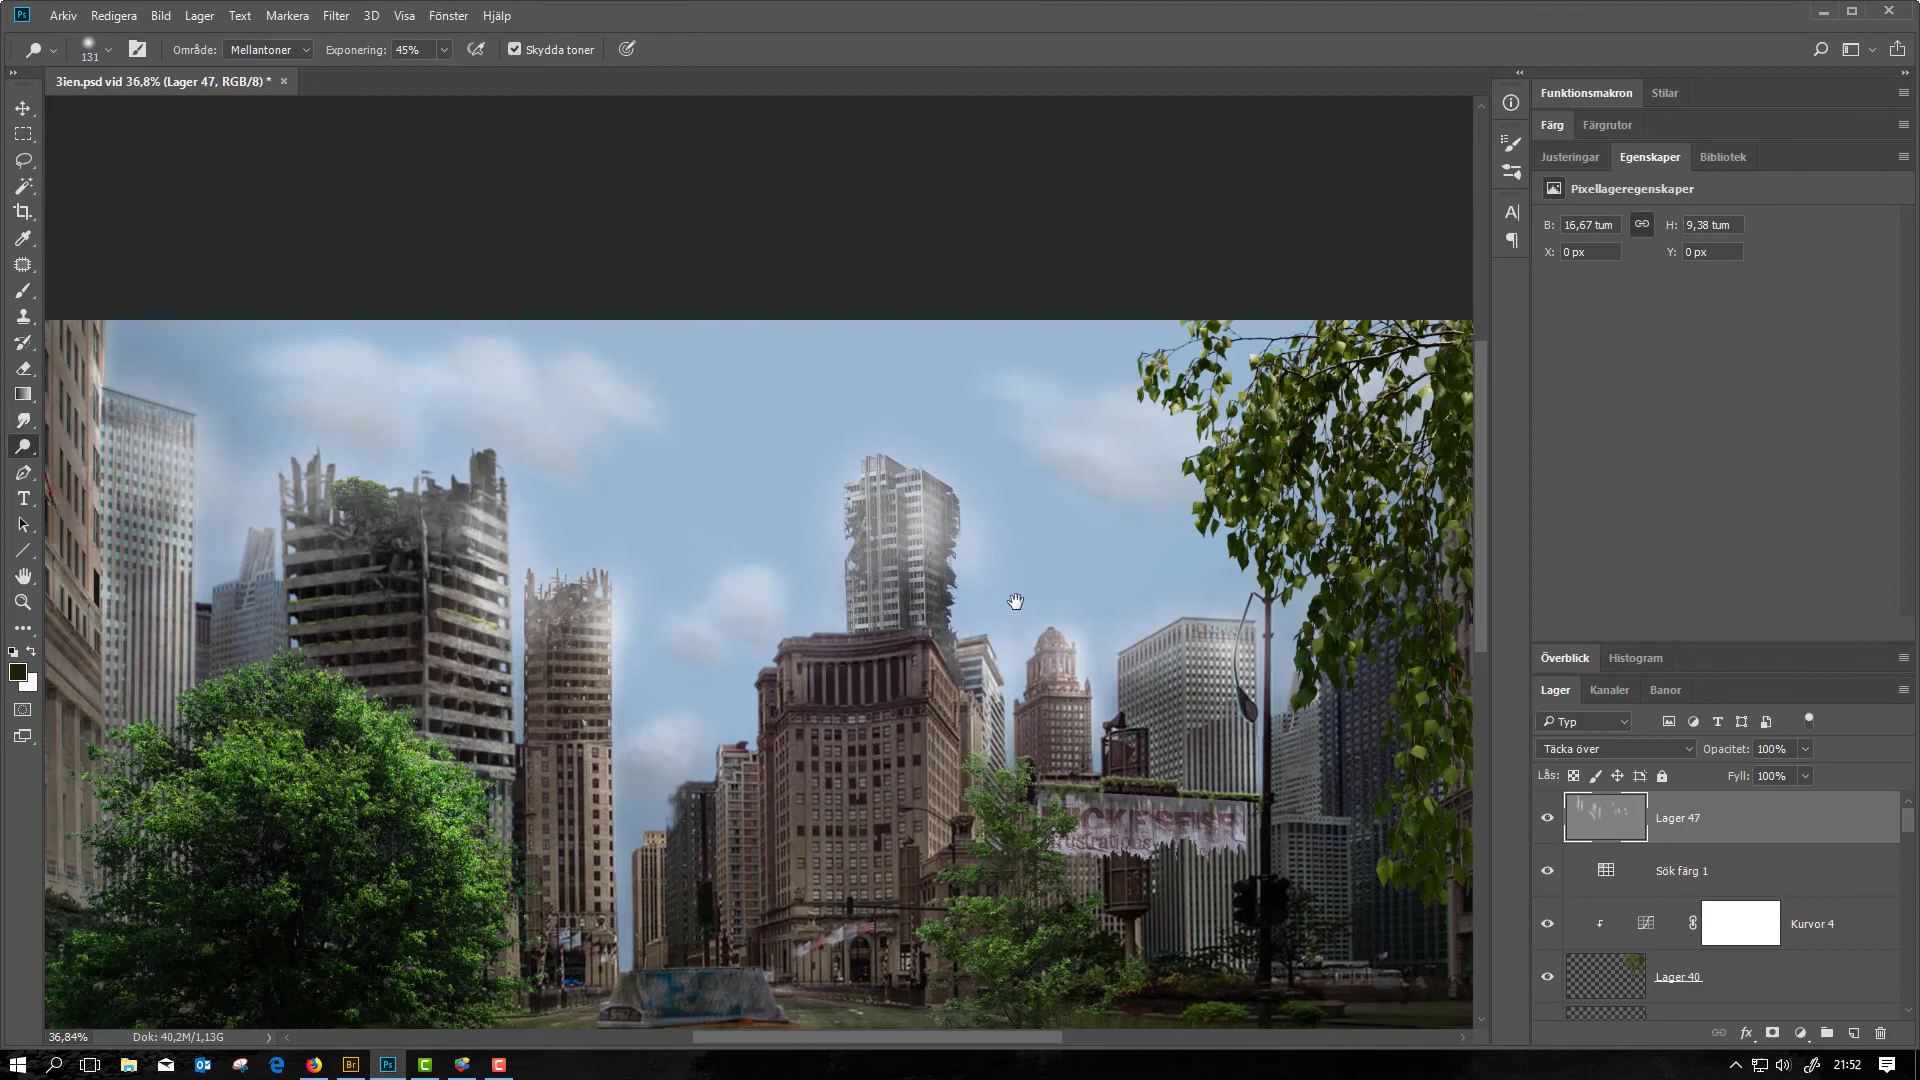 Ps Arkiv Redigera Bild Lager Text Markera Filter 3D Visa Fönster Hjälp
131 Område: Mellantoner Exponering: 45% Skydda toner
3ien.psd vid 36,8% (Lager 47, RGB/8) *
Funktionsmakron Stilar
Färg Färgrutor
Justeringar Egenskaper Bibliotek
Pixellageregenskaper
B: 16,67 tum H: 9,38 tum
X: 0 px Y: 0 px
Överblick Histogram
Lager Kanaler Banor
Typ
Täcka över Opacitet: 100%
Lås: Fyll: 100%
Lager 47
Sök färg 1
Kurvor 4
Lager 40
36,84% Dok: 40,2M/1,13G
Br Ps 21:52